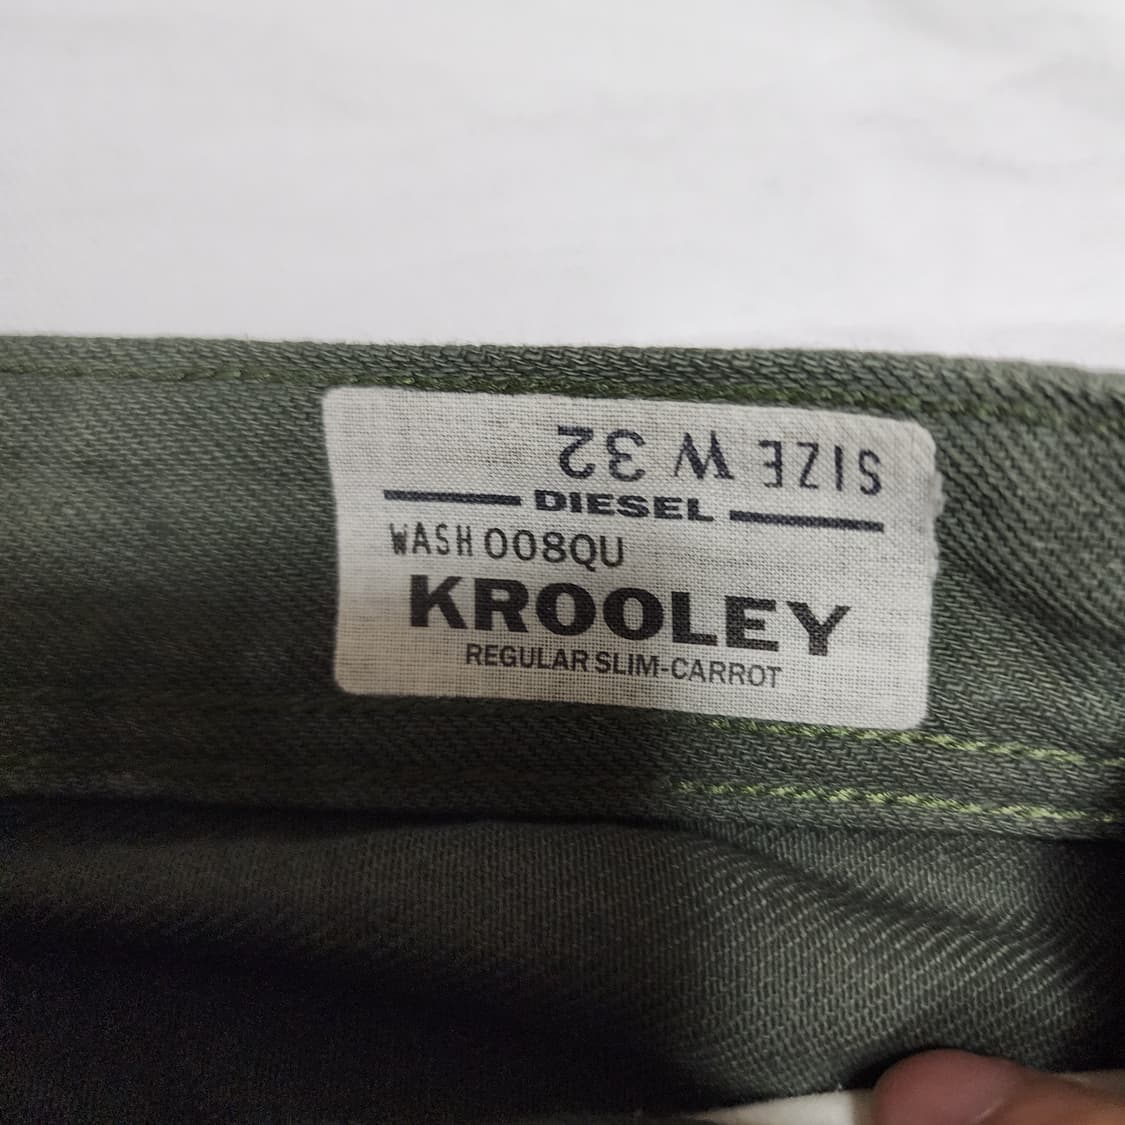 SIZE W 32
DIESEL
WASH 008QU
KROOLEY
REGULAR SLIM-CARROT